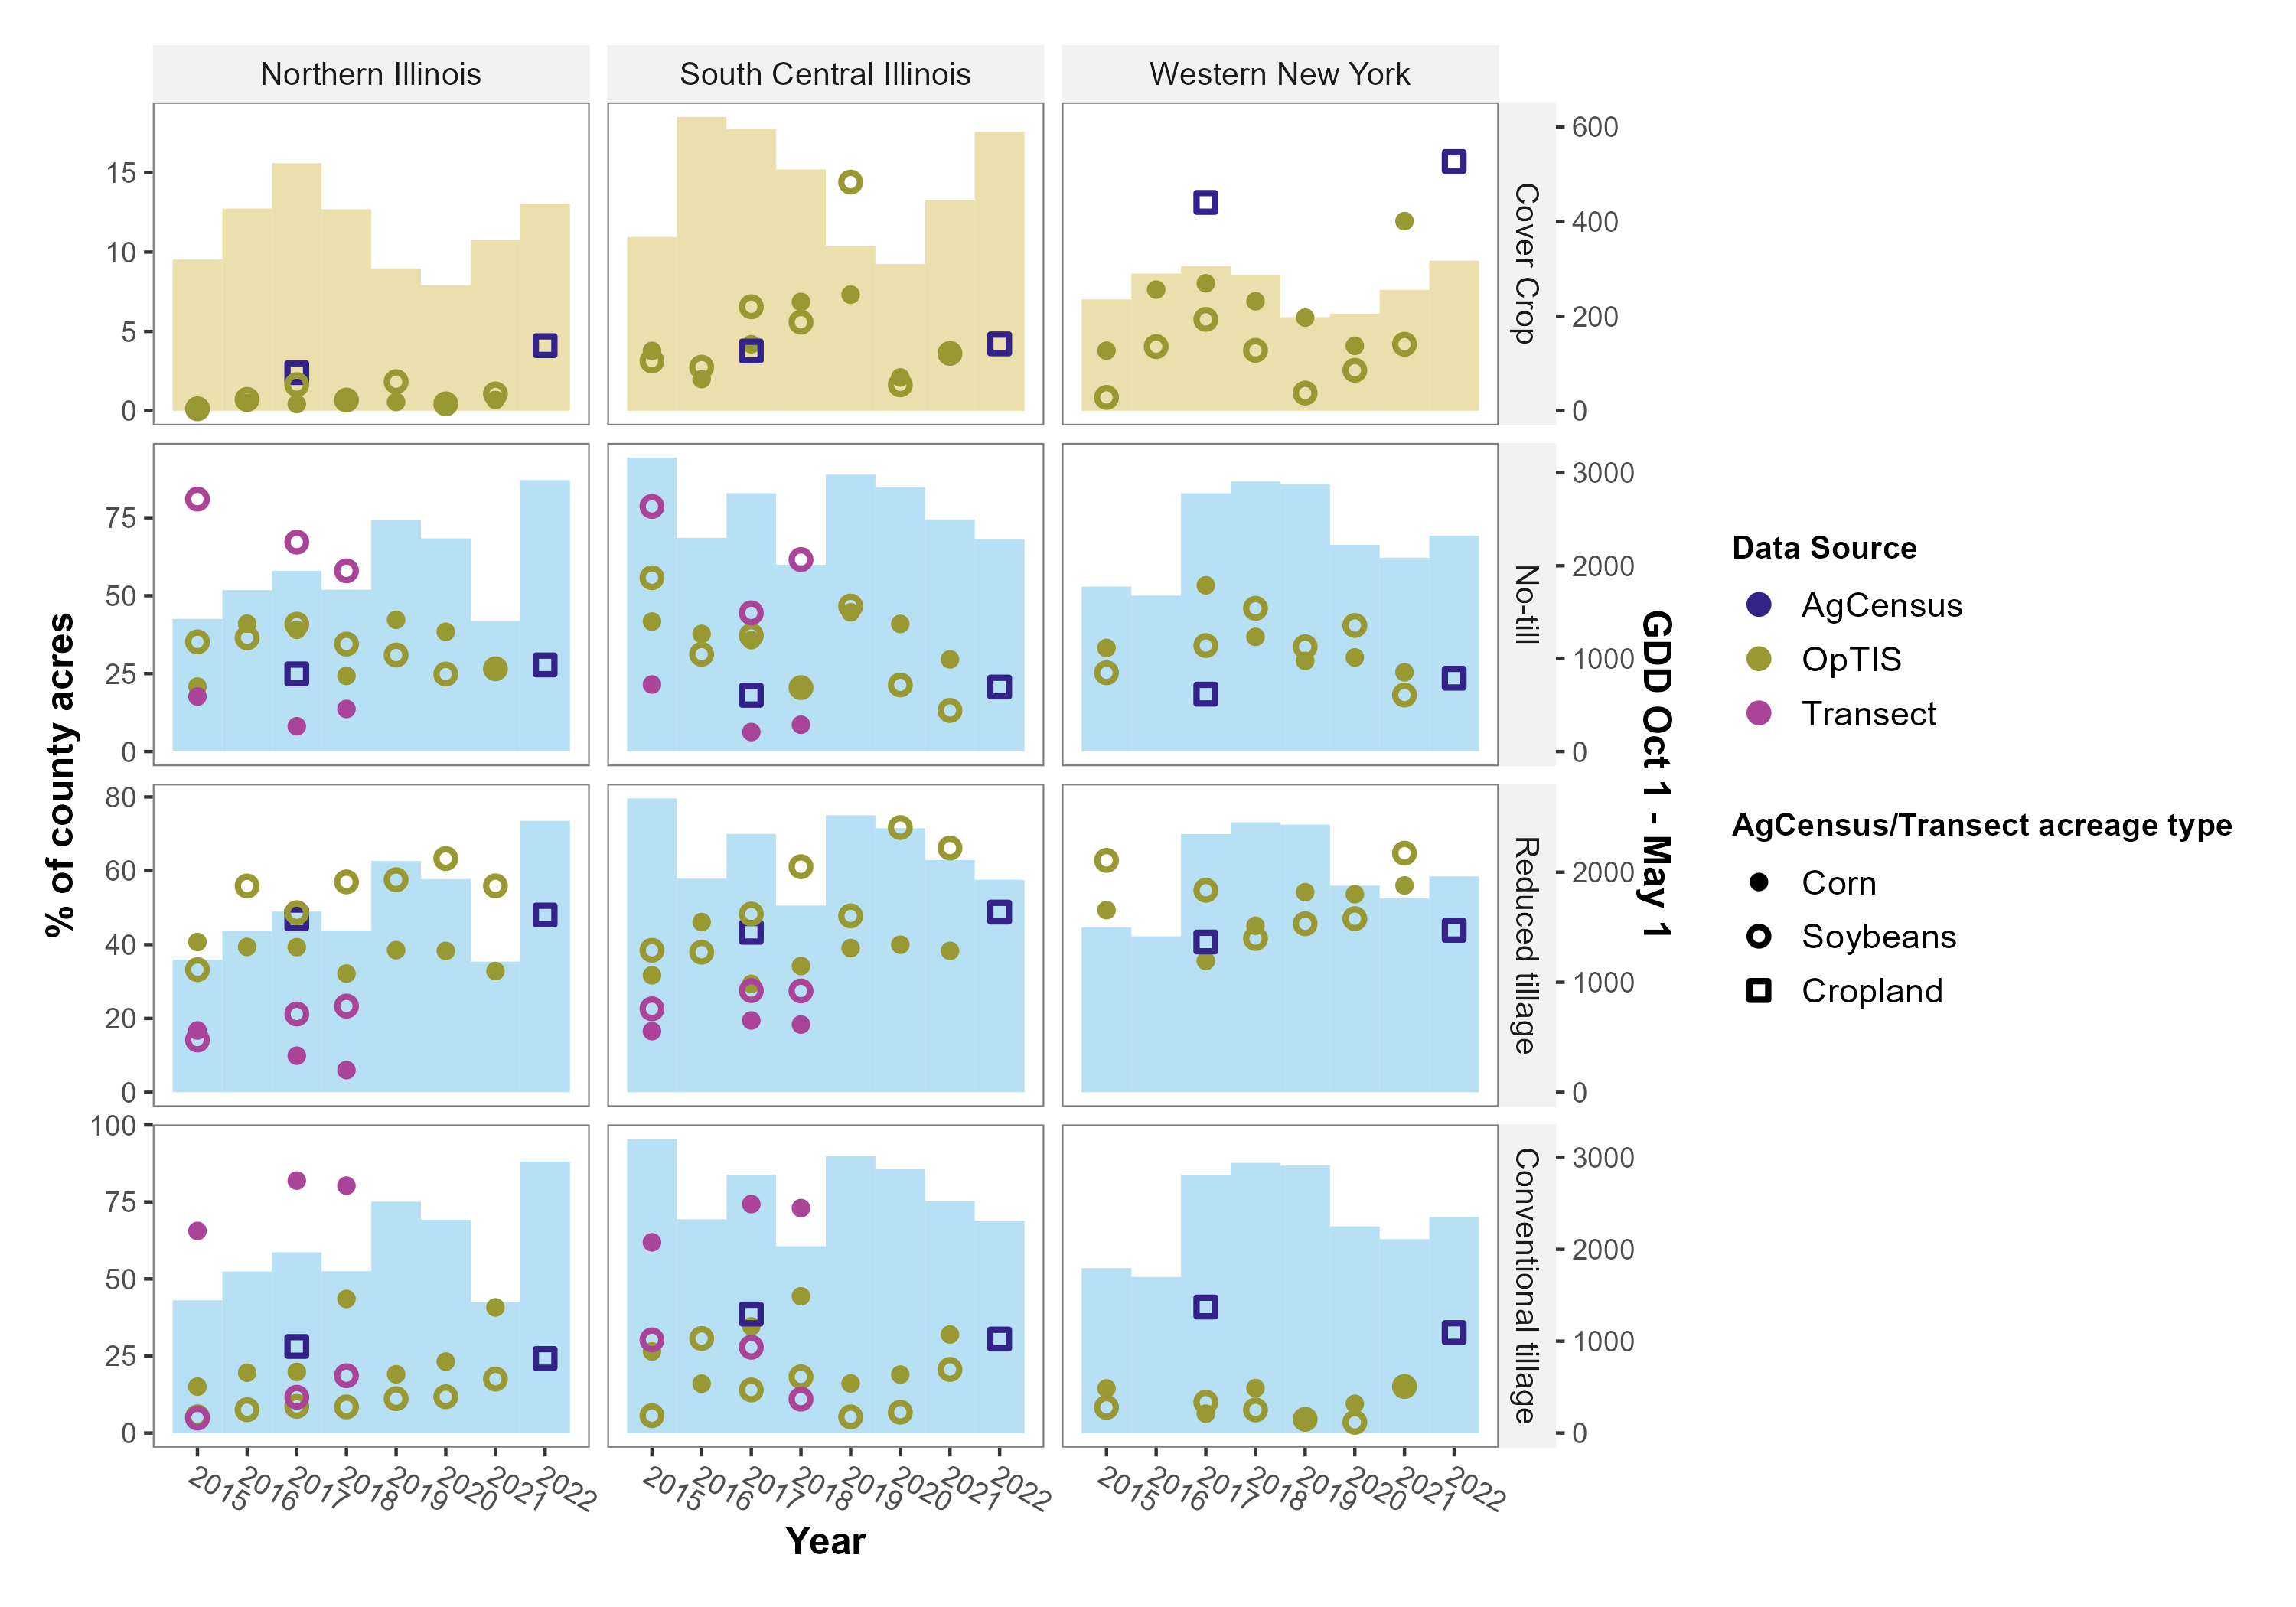 Northern Illinois
South Central Illinois
Western New York
15
10
5
0
Cover Crop
600
400
200
0
75
50
25
0
No-till
3000
2000
1000
0
80
60
40
20
0
Reduced tillage
2000
1000
0
100
75
50
25
0
Conventional tillage
3000
2000
1000
0
% of county acres
GDD Oct 1 - May 1
2015 2016 2017 2018 2019 2020 2021 2022
2015 2016 2017 2018 2019 2020 2021 2022
2015 2016 2017 2018 2019 2020 2021 2022
Year
Data Source
AgCensus
OpTIS
Transect
AgCensus/Transect acreage type
Corn
Soybeans
Cropland